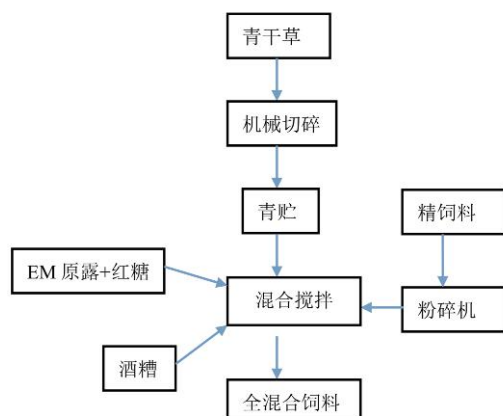 青干草
机械切碎
青贮
精饲料
EM 原露+红糖
混合搅拌
粉碎机
酒糟
全混合饲料